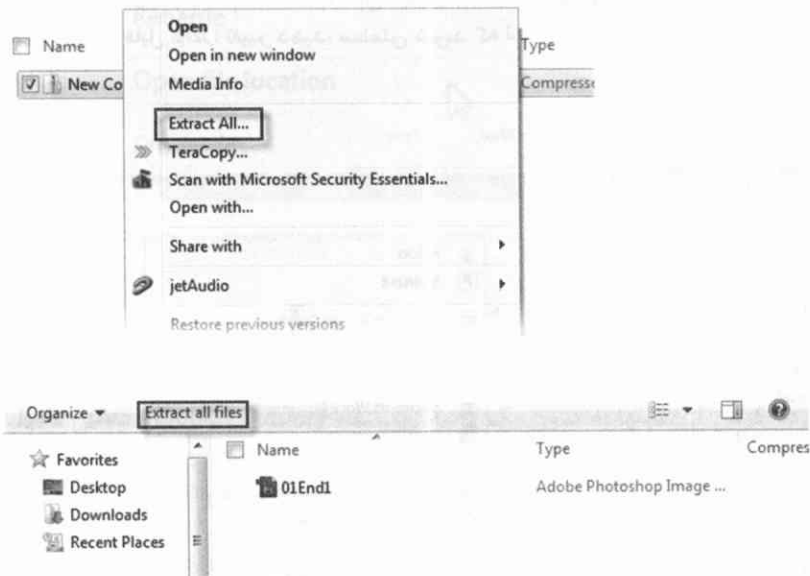 Open
Name
Type
Open in new window
New Co
Media Info
Compresse
Extract All...
TeraCopy...
Scan with Microsoft Security Essentials...
Open with...
Share with
jetAudio
Restore previous versions
Organize
Extract all files
Name
Type
Compres
Favorites
01End1
Adobe Photoshop Image ...
Desktop
Downloads
Recent Places